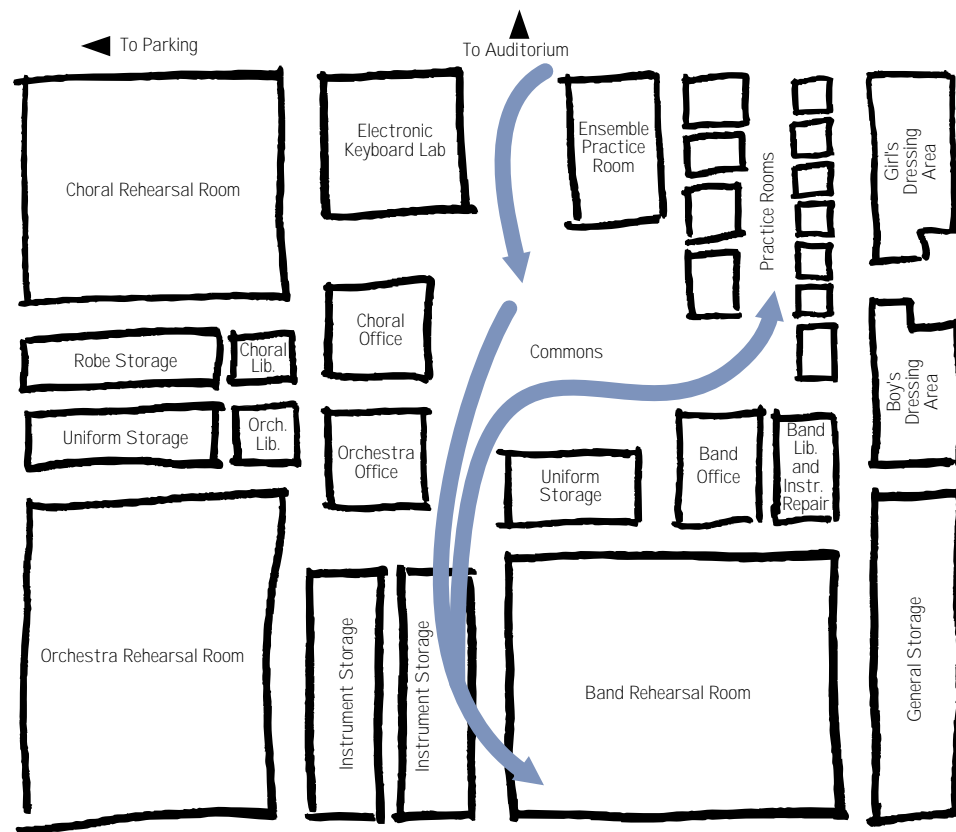 To Parking
To Auditorium
Choral Rehearsal Room
Electronic
Keyboard Lab
Ensemble
Practice
Room
Practice Rooms
Girl's
Dressing
Area
Robe Storage
Choral
Lib.
Choral
Office
Commons
Boy's
Dressing
Area
Uniform Storage
Orch.
Lib.
Orchestra
Office
Uniform
Storage
Band
Office
Band
Lib.
and
Instr.
Repair
Orchestra Rehearsal Room
Instrument Storage
Instrument Storage
Band Rehearsal Room
General Storage